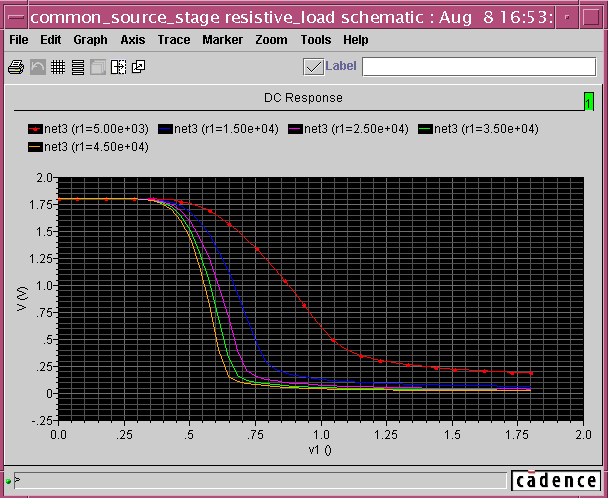 common_source_stage resistive_load schematic : Aug 8 16:53:
File Edit Graph Axis Trace Marker Zoom Tools Help
Label
DC Response
1
net3 (r1=5.00e+03) net3 (r1=1.50e+04) net3 (r1=2.50e+04) net3 (r1=3.50e+04)
net3 (r1=4.50e+04)
2.0
1.75
1.5
1.25
1.0
.75
.5
.25
0
-.25
V (V)
0.0 .25 .5 .75 1.0 1.25 1.5 1.75 2.0
v1 ()
>
cādence